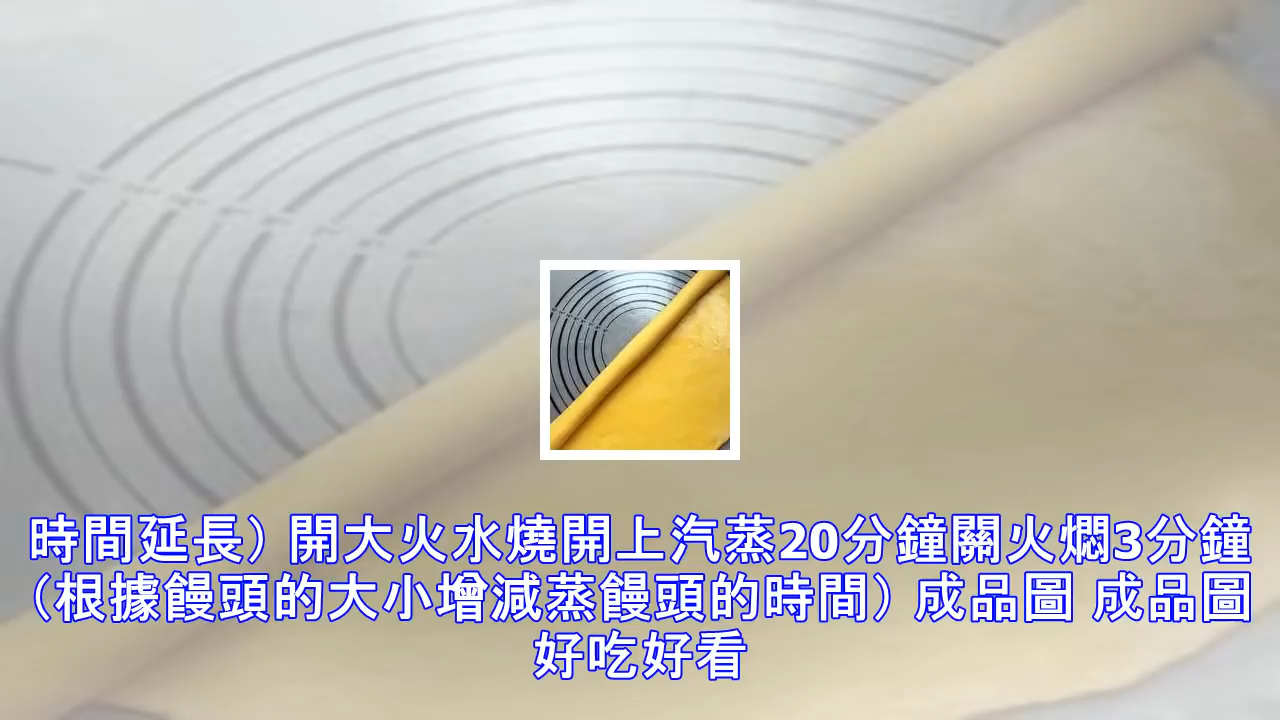 時間延長）開大火水燒開上汽蒸20分鐘關火燜3分鐘
（根據饅頭的大小增減蒸饅頭的時間）成品圖 成品圖
好吃好看